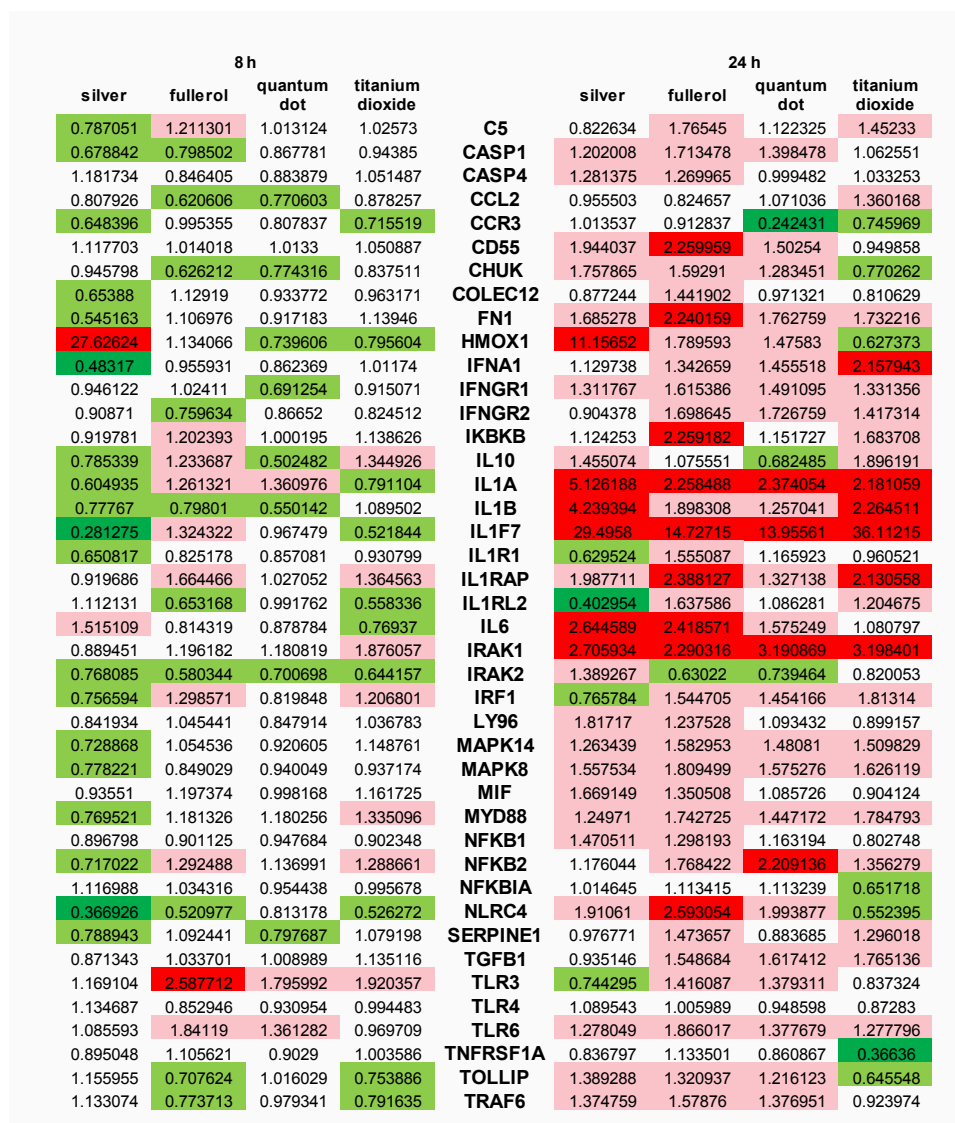 8 h 24 h
silver fullerol quantum dot titanium dioxide silver fullerol quantum dot titanium dioxide
0.787051 1.211301 1.013124 1.02573 C5 0.822634 1.76545 1.122325 1.45233
0.678842 0.798502 0.867781 0.94385 CASP1 1.202008 1.713478 1.398478 1.062551
1.181734 0.846405 0.883879 1.051487 CASP4 1.281375 1.269965 0.999482 1.033253
0.807926 0.620606 0.770603 0.878257 CCL2 0.955503 0.824657 1.071036 1.360168
0.648396 0.995355 0.807837 0.715519 CCR3 1.013537 0.912837 0.242431 0.745969
1.117703 1.014018 1.0133 1.050887 CD55 1.944037 2.259959 1.50254 0.949858
0.945798 0.626212 0.774316 0.837511 CHUK 1.757865 1.59291 1.283451 0.770262
0.65388 1.12919 0.933772 0.963171 COLEC12 0.877244 1.441902 0.971321 0.810629
0.545163 1.106976 0.917183 1.13946 FN1 1.685278 2.240159 1.762759 1.732216
27.62624 1.134066 0.739606 0.795604 HMOX1 11.15652 1.789593 1.47583 0.627373
0.48317 0.955931 0.862369 1.01174 IFNA1 1.129738 1.342659 1.455518 2.157943
0.946122 1.02411 0.691254 0.915071 IFNGR1 1.311767 1.615386 1.491095 1.331356
0.90871 0.759634 0.86652 0.824512 IFNGR2 0.904378 1.698645 1.726759 1.417314
0.919781 1.202393 1.000195 1.138626 IKBKB 1.124253 2.259182 1.151727 1.683708
0.785339 1.233687 0.502482 1.344926 IL10 1.455074 1.075551 0.682485 1.896191
0.604935 1.261321 1.360976 0.791104 IL1A 5.126188 2.258488 2.374054 2.181059
0.77767 0.79801 0.550142 1.089502 IL1B 4.239394 1.898308 1.257041 2.264511
0.281275 1.324322 0.967479 0.521844 IL1F7 29.4958 14.72715 13.95561 36.11215
0.650817 0.825178 0.857081 0.930799 IL1R1 0.629524 1.555087 1.165923 0.960521
0.919686 1.664466 1.027052 1.364563 IL1RAP 1.987711 2.388127 1.327138 2.130558
1.112131 0.653168 0.991762 0.558336 IL1RL2 0.402954 1.637586 1.086281 1.204675
1.515109 0.814319 0.878784 0.76937 IL6 2.644589 2.418571 1.575249 1.080797
0.889451 1.196182 1.180819 1.876057 IRAK1 2.705934 2.290316 3.190869 3.198401
0.768085 0.580344 0.700698 0.644157 IRAK2 1.389267 0.63022 0.739464 0.820053
0.756594 1.298571 0.819848 1.206801 IRF1 0.765784 1.544705 1.454166 1.81314
0.841934 1.045441 0.847914 1.036783 LY96 1.81717 1.237528 1.093432 0.899157
0.728868 1.054536 0.920605 1.148761 MAPK14 1.263439 1.582953 1.48081 1.509829
0.778221 0.849029 0.940049 0.937174 MAPK8 1.557534 1.809499 1.575276 1.626119
0.93551 1.197374 0.998168 1.161725 MIF 1.669149 1.350508 1.085726 0.904124
0.769521 1.181326 1.180256 1.335096 MYD88 1.24971 1.742725 1.447172 1.784793
0.896798 0.901125 0.947684 0.902348 NFKB1 1.470511 1.298193 1.163194 0.802748
0.717022 1.292488 1.136991 1.288661 NFKB2 1.176044 1.768422 2.209136 1.356279
1.116988 1.034316 0.954438 0.995678 NFKBIA 1.014645 1.113415 1.113239 0.651718
0.366926 0.520977 0.813178 0.526272 NLRC4 1.91061 2.593054 1.993877 0.552395
0.788943 1.092441 0.797687 1.079198 SERPINE1 0.976771 1.473657 0.883685 1.296018
0.871343 1.033701 1.008989 1.135116 TGFB1 0.935146 1.548684 1.617412 1.765136
1.169104 2.587712 1.795992 1.920357 TLR3 0.744295 1.416087 1.379311 0.837324
1.134687 0.852946 0.930954 0.994483 TLR4 1.089543 1.005989 0.948598 0.87283
1.085593 1.84119 1.361282 0.969709 TLR6 1.278049 1.866017 1.377679 1.277796
0.895048 1.105621 0.9029 1.003586 TNFRSF1A 0.836797 1.133501 0.860867 0.36636
1.155955 0.707624 1.016029 0.753886 TOLLIP 1.389288 1.320937 1.216123 0.645548
1.133074 0.773713 0.979341 0.791635 TRAF6 1.374759 1.57876 1.376951 0.923974